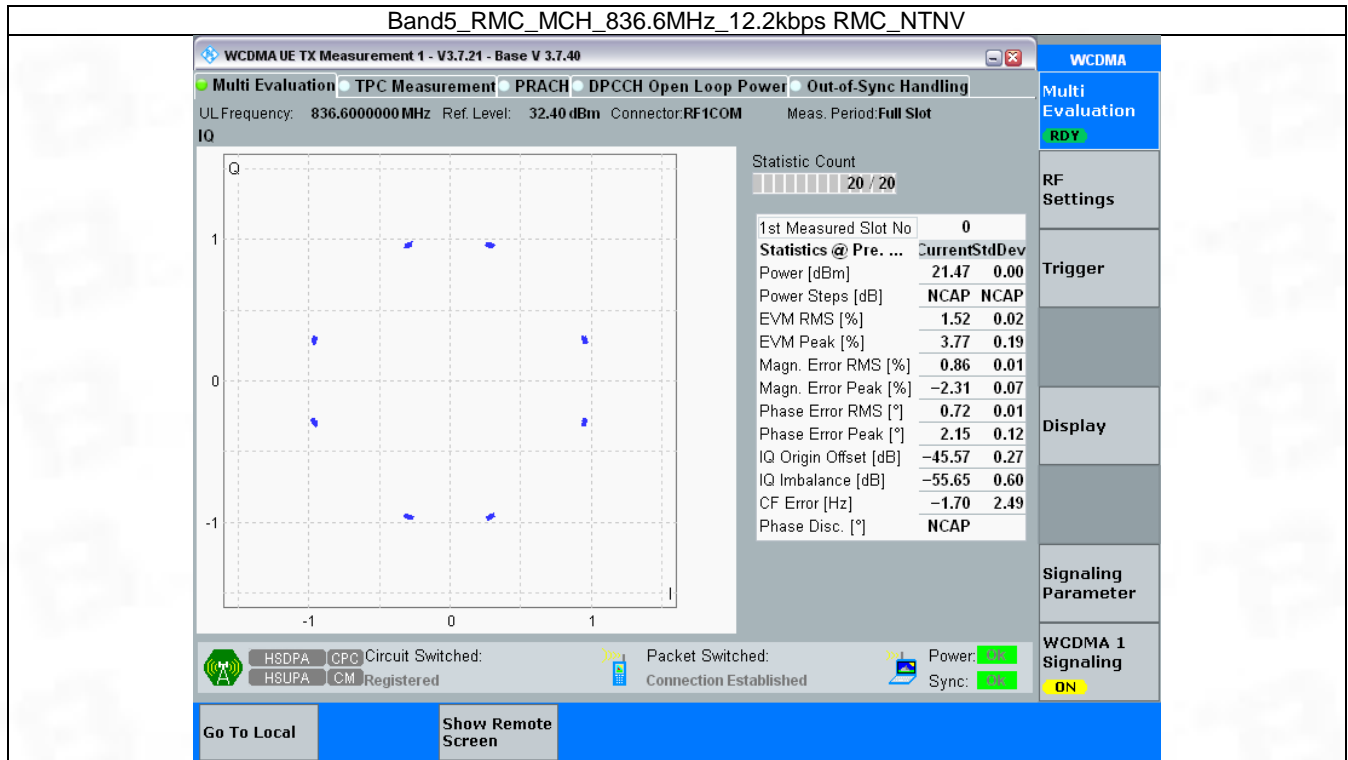 Band5_RMC_MCH_836.6MHz_12.2kbps RMC_NTNV
WCDMA UE TX Measurement 1 - V3.7.21 - Base V 3.7.40
WCDMA
Multi Evaluation TPC Measurement PRACH DPCCH Open Loop Power Out-of-Sync Handling
Multi
Evaluation
RDY
UL Frequency: 836.6000000 MHz Ref. Level: 32.40 dBm Connector:RF1COM Meas. Period:Full Slot
IQ
Q
1
0
-1
-1 0 1
I
Statistic Count
20 / 20
1st Measured Slot No 0
Statistics @ Pre. ... CurrentStdDev
Power [dBm] 21.47 0.00
Power Steps [dB] NCAP NCAP
EVM RMS [%] 1.52 0.02
EVM Peak [%] 3.77 0.19
Magn. Error RMS [%] 0.86 0.01
Magn. Error Peak [%] −2.31 0.07
Phase Error RMS [°] 0.72 0.01
Phase Error Peak [°] 2.15 0.12
IQ Origin Offset [dB] −45.57 0.27
IQ Imbalance [dB] −55.65 0.60
CF Error [Hz] −1.70 2.49
Phase Disc. [°] NCAP
RF
Settings
Trigger
Display
Signaling
Parameter
WCDMA 1
Signaling
ON
HSDPA CPC Circuit Switched: Packet Switched: Power: Ok
HSUPA CM Registered Connection Established Sync: Ok
Go To Local
Show Remote
Screen